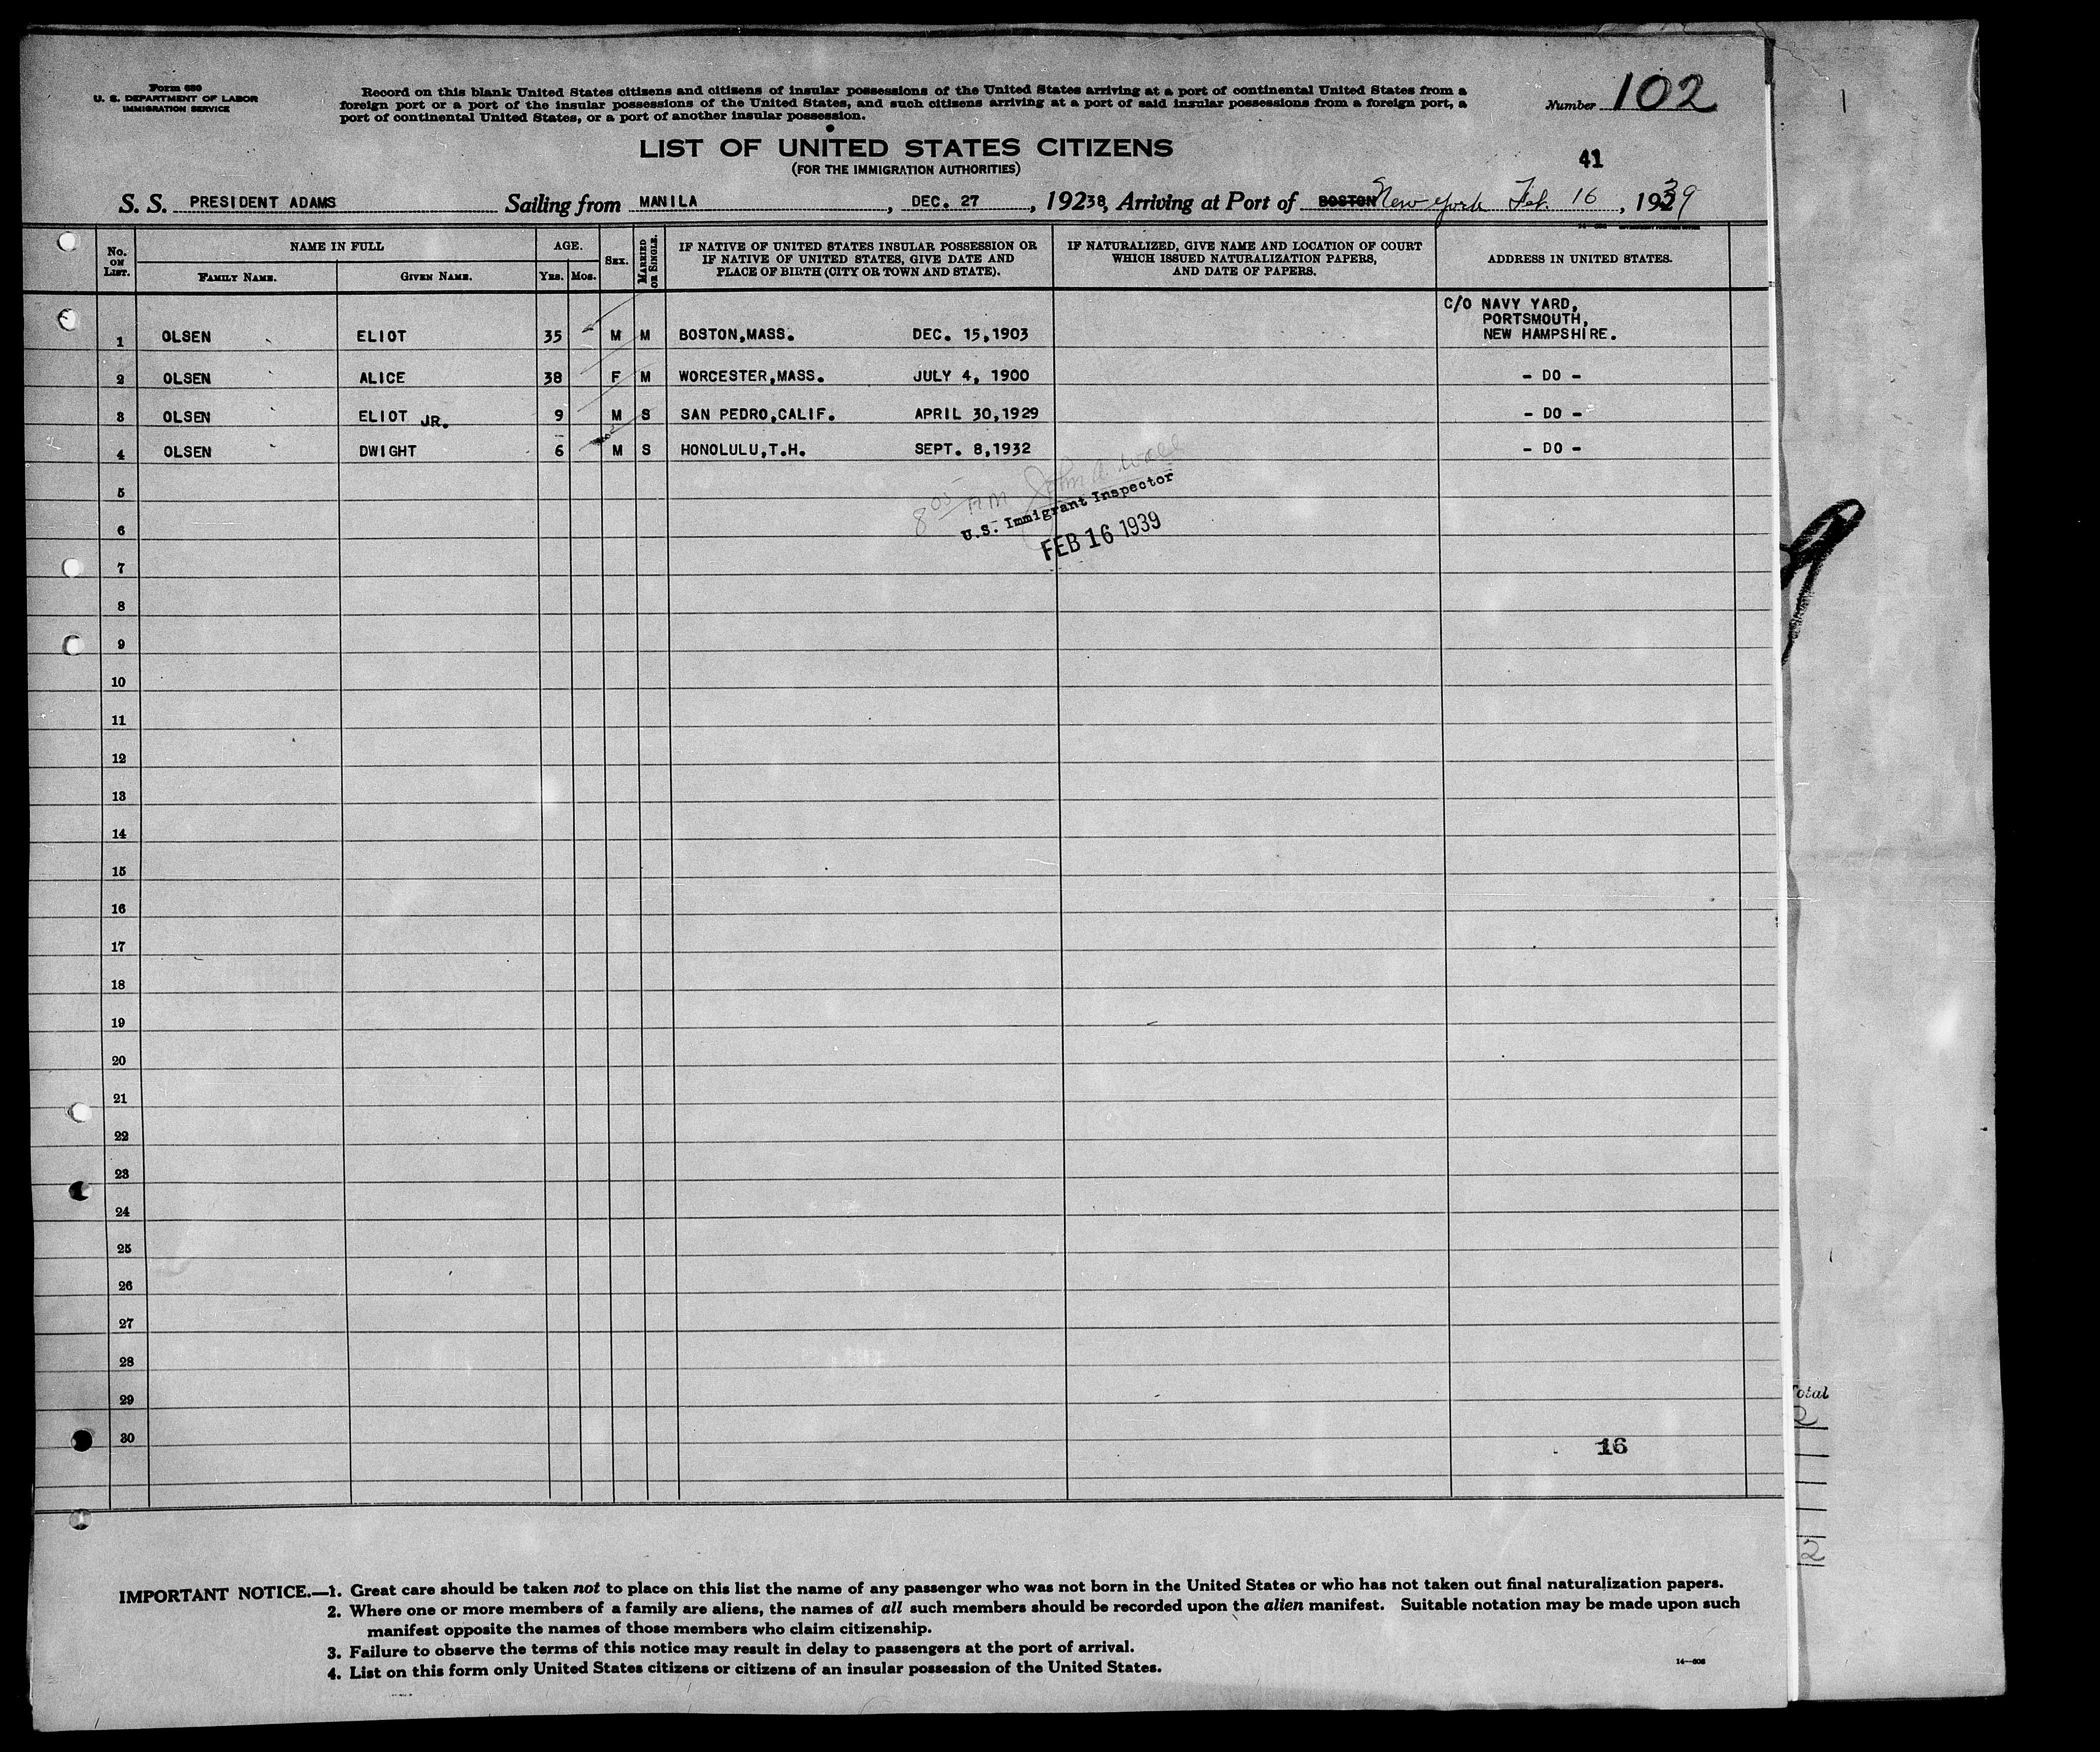 Form 630
U. S. DEPARTMENT OF LABOR
IMMIGRATION SERVICE
Record on this blank United States citizens and citizens of insular possessions of the United States arriving at a port of continental United States from a
foreign port or a port of the insular possessions of the United States, and such citizens arriving at a port of said insular possessions from a foreign port, a
port of continental United States, or a port of another insular possession.
Number 102
LIST OF UNITED STATES CITIZENS
(FOR THE IMMIGRATION AUTHORITIES)
41
S. S. PRESIDENT ADAMS Sailing from MANILA, DEC. 27, 19238, Arriving at Port of BOSTON New York Feb. 16, 1939
No. ON LIST. NAME IN FULL AGE. SEX. MARRIED OR SINGLE. IF NATIVE OF UNITED STATES INSULAR POSSESSION OR IF NATIVE OF UNITED STATES, GIVE DATE AND PLACE OF BIRTH (CITY OR TOWN AND STATE). IF NATURALIZED, GIVE NAME AND LOCATION OF COURT WHICH ISSUED NATURALIZATION PAPERS, AND DATE OF PAPERS. ADDRESS IN UNITED STATES.
FAMILY NAME. GIVEN NAME. YRS. MOS.
C/O NAVY YARD,
PORTSMOUTH,
1 OLSEN ELIOT 35 M M BOSTON,MASS. DEC. 15,1903 NEW HAMPSHIRE.
2 OLSEN ALICE 38 F M WORCESTER,MASS. JULY 4, 1900 - DO -
3 OLSEN ELIOT JR. 9 M S SAN PEDRO,CALIF. APRIL 30,1929 - DO -
4 OLSEN DWIGHT 6 M S HONOLULU,T.H. SEPT. 8,1932 - DO -
5
8 05 AM John A. Wall
U.S. Immigrant Inspector
6
FEB 16 1939
7
8
9
10
11
12
13
14
15
16
17
18
19
20
21
22
23
24
25
26
27
28
29
30
16
Total
2
2
IMPORTANT NOTICE.—1. Great care should be taken not to place on this list the name of any passenger who was not born in the United States or who has not taken out final naturalization papers.
2. Where one or more members of a family are aliens, the names of all such members should be recorded upon the alien manifest. Suitable notation may be made upon such
manifest opposite the names of those members who claim citizenship.
3. Failure to observe the terms of this notice may result in delay to passengers at the port of arrival.
4. List on this form only United States citizens or citizens of an insular possession of the United States.